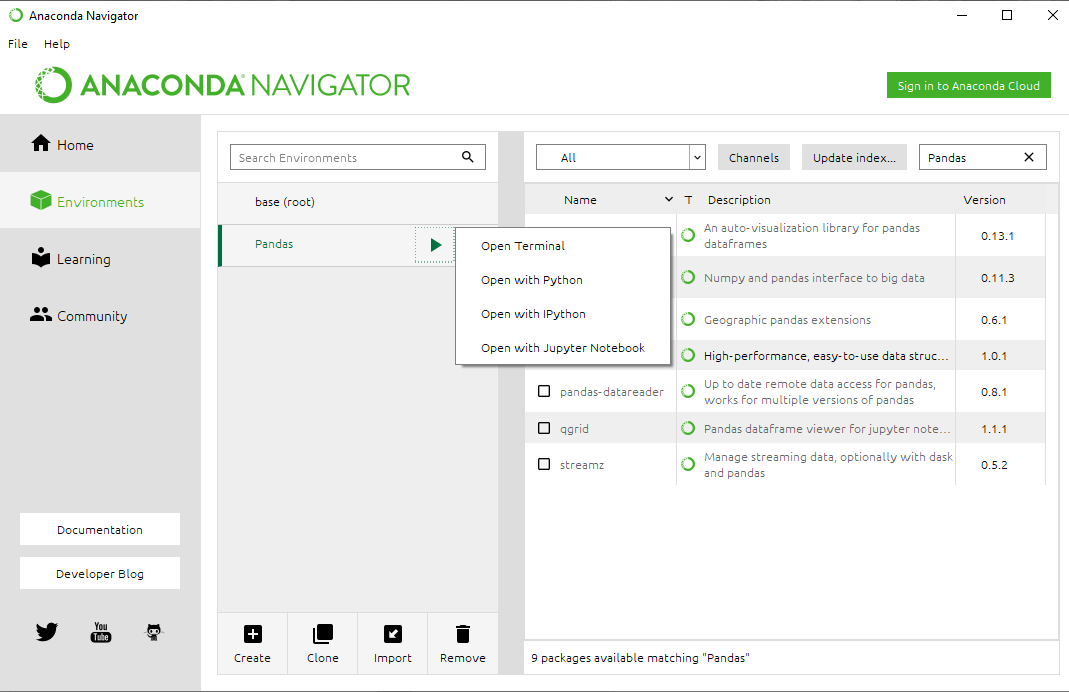 Anaconda Navigator
File Help
ANACONDA NAVIGATOR
Sign in to Anaconda Cloud
Home
Environments
Learning
Community
Documentation
Developer Blog
You
Tube
Search Environments
base (root)
Pandas
Open Terminal
Open with Python
Open with IPython
Open with Jupyter Notebook
Create
Clone
Import
Remove
All
Channels
Update index...
Pandas
Name T Description Version
An auto-visualization library for pandas
dataframes
0.13.1
Numpy and pandas interface to big data 0.11.3
Geographic pandas extensions 0.6.1
High-performance, easy-to-use data struc... 1.0.1
pandas-datareader
Up to date remote data access for pandas,
works for multiple versions of pandas
0.8.1
qgrid Pandas dataframe viewer for jupyter note... 1.1.1
streamz
Manage streaming data, optionally with dask
and pandas
0.5.2
9 packages available matching "Pandas"